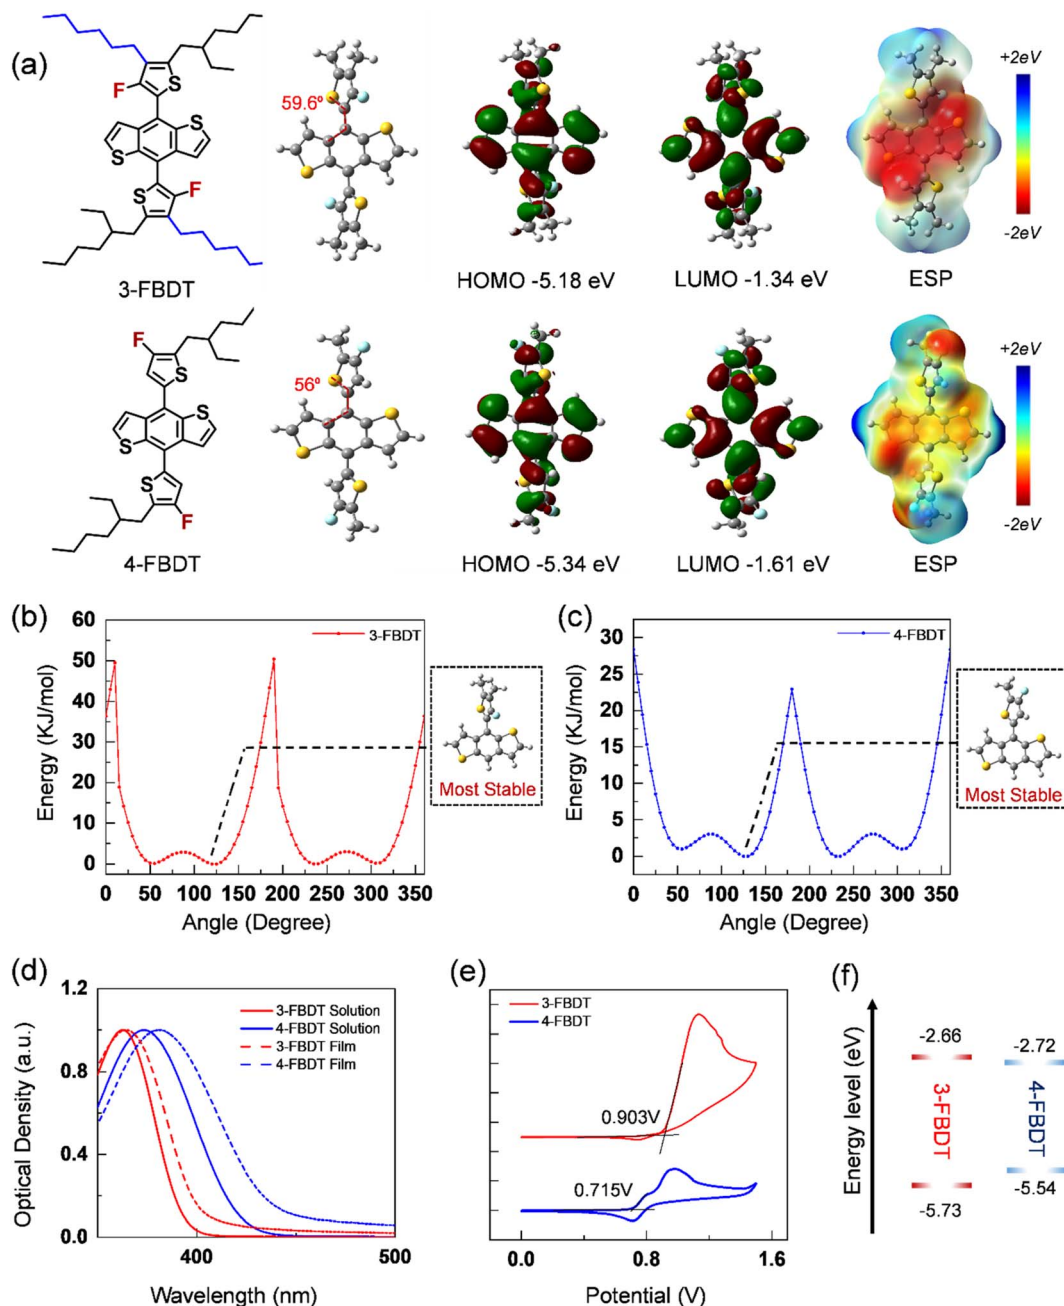 (a)
F
S
S
S
S
F
3-FBDT
59.6°
HOMO -5.18 eV
LUMO -1.34 eV
ESP
+2eV
-2eV
F
S
S
S
S
F
4-FBDT
56°
HOMO -5.34 eV
LUMO -1.61 eV
ESP
+2eV
-2eV
(b)
3-FBDT
Energy (KJ/mol)
60
50
40
30
20
10
0
0 50 100 150 200 250 300 350
Angle (Degree)
Most Stable
(c)
4-FBDT
Energy (KJ/mol)
30
25
20
15
10
5
0
0 50 100 150 200 250 300 350
Angle (Degree)
Most Stable
(d)
3-FBDT Solution
4-FBDT Solution
3-FBDT Film
4-FBDT Film
Optical Density (a.u.)
1.2
0.8
0.4
0.0
400 500
Wavelength (nm)
(e)
3-FBDT
4-FBDT
0.903V
0.715V
0.0 0.8 1.6
Potential (V)
(f)
Energy level (eV)
-2.66
3-FBDT
-5.73
-2.72
4-FBDT
-5.54